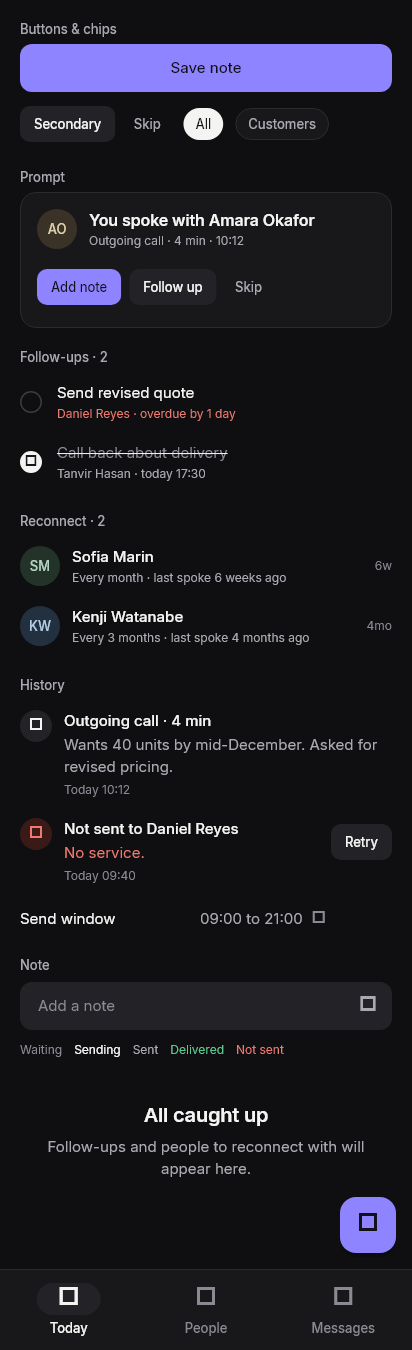 Buttons & chips
Save note
Secondary Skip All Customers
Prompt
AO You spoke with Amara Okafor
Outgoing call · 4 min · 10:12
Add note Follow up Skip
Follow-ups · 2
Send revised quote
Daniel Reyes · overdue by 1 day
Call back about delivery
Tanvir Hasan · today 17:30
Reconnect · 2
SM Sofia Marin
Every month · last spoke 6 weeks ago 6w
KW Kenji Watanabe
Every 3 months · last spoke 4 months ago 4mo
History
Outgoing call · 4 min
Wants 40 units by mid-December. Asked for
revised pricing.
Today 10:12
Not sent to Daniel Reyes
No service. Retry
Today 09:40
Send window 09:00 to 21:00
Note
Add a note
Waiting Sending Sent Delivered Not sent
All caught up
Follow-ups and people to reconnect with will
appear here.
Today People Messages